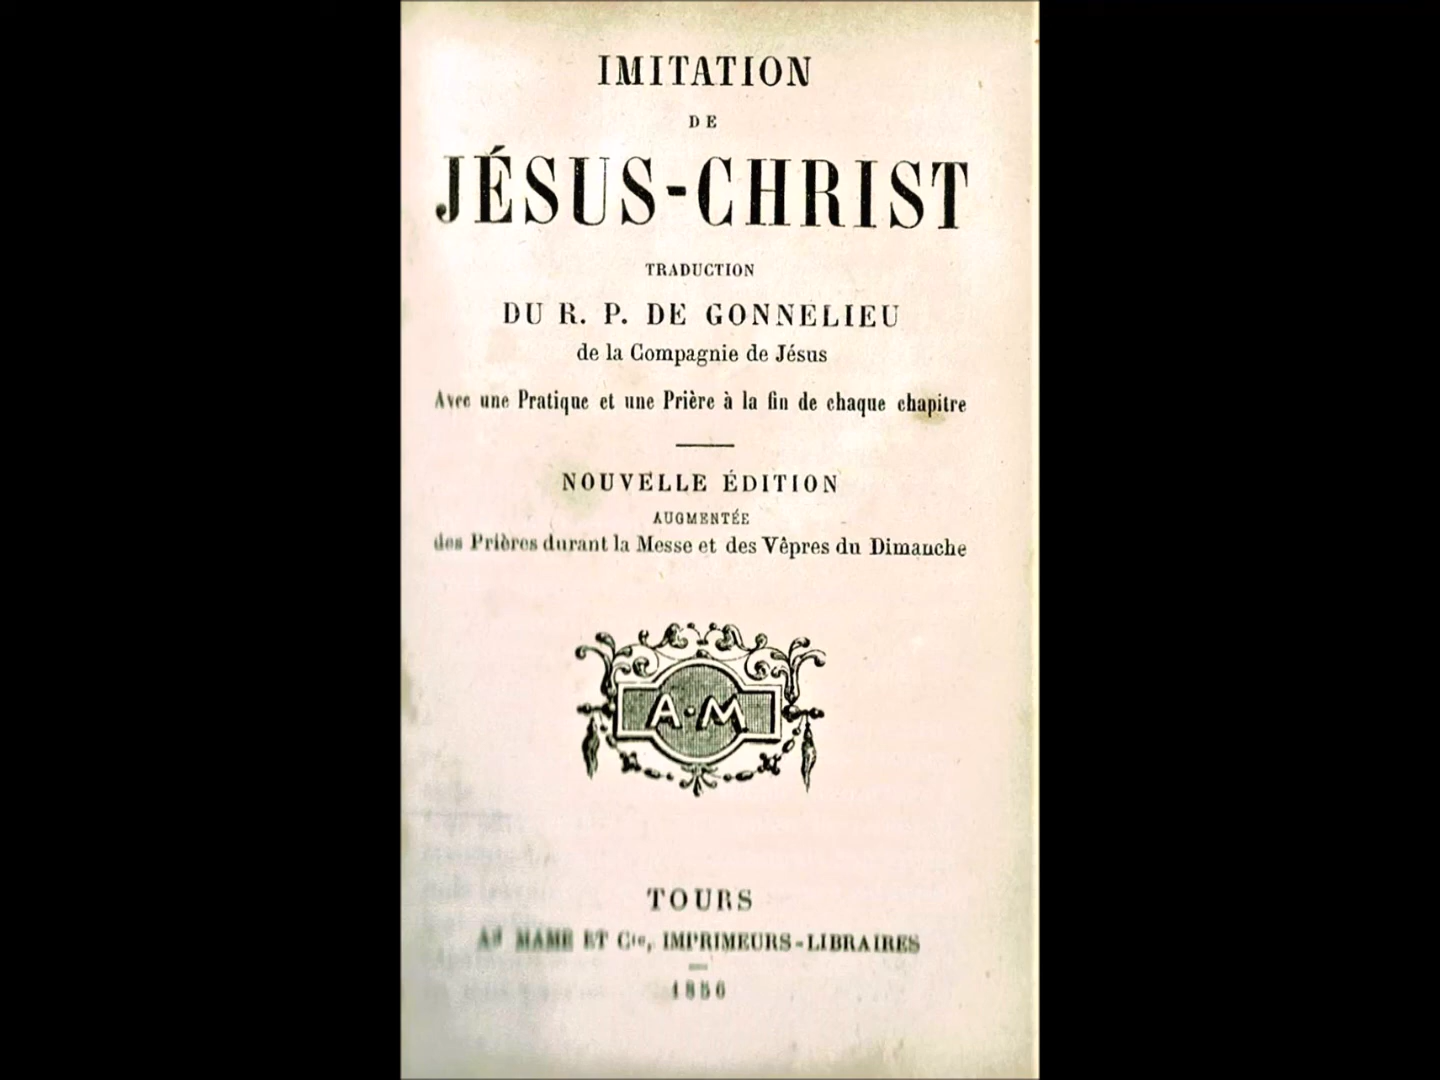 IMITATION
DE
JÉSUS-CHRIST
TRADUCTION
DU R. P. DE GONNELIEU
de la Compagnie de Jésus
Avec une Pratique et une Prière à la fin de chaque chapitre
NOUVELLE ÉDITION
AUGMENTÉE
des Prières durant la Messe et des Vêpres du Dimanche
A·M
TOURS
MAME ET Cie, IMPRIMEURS-LIBRAIRES
1856